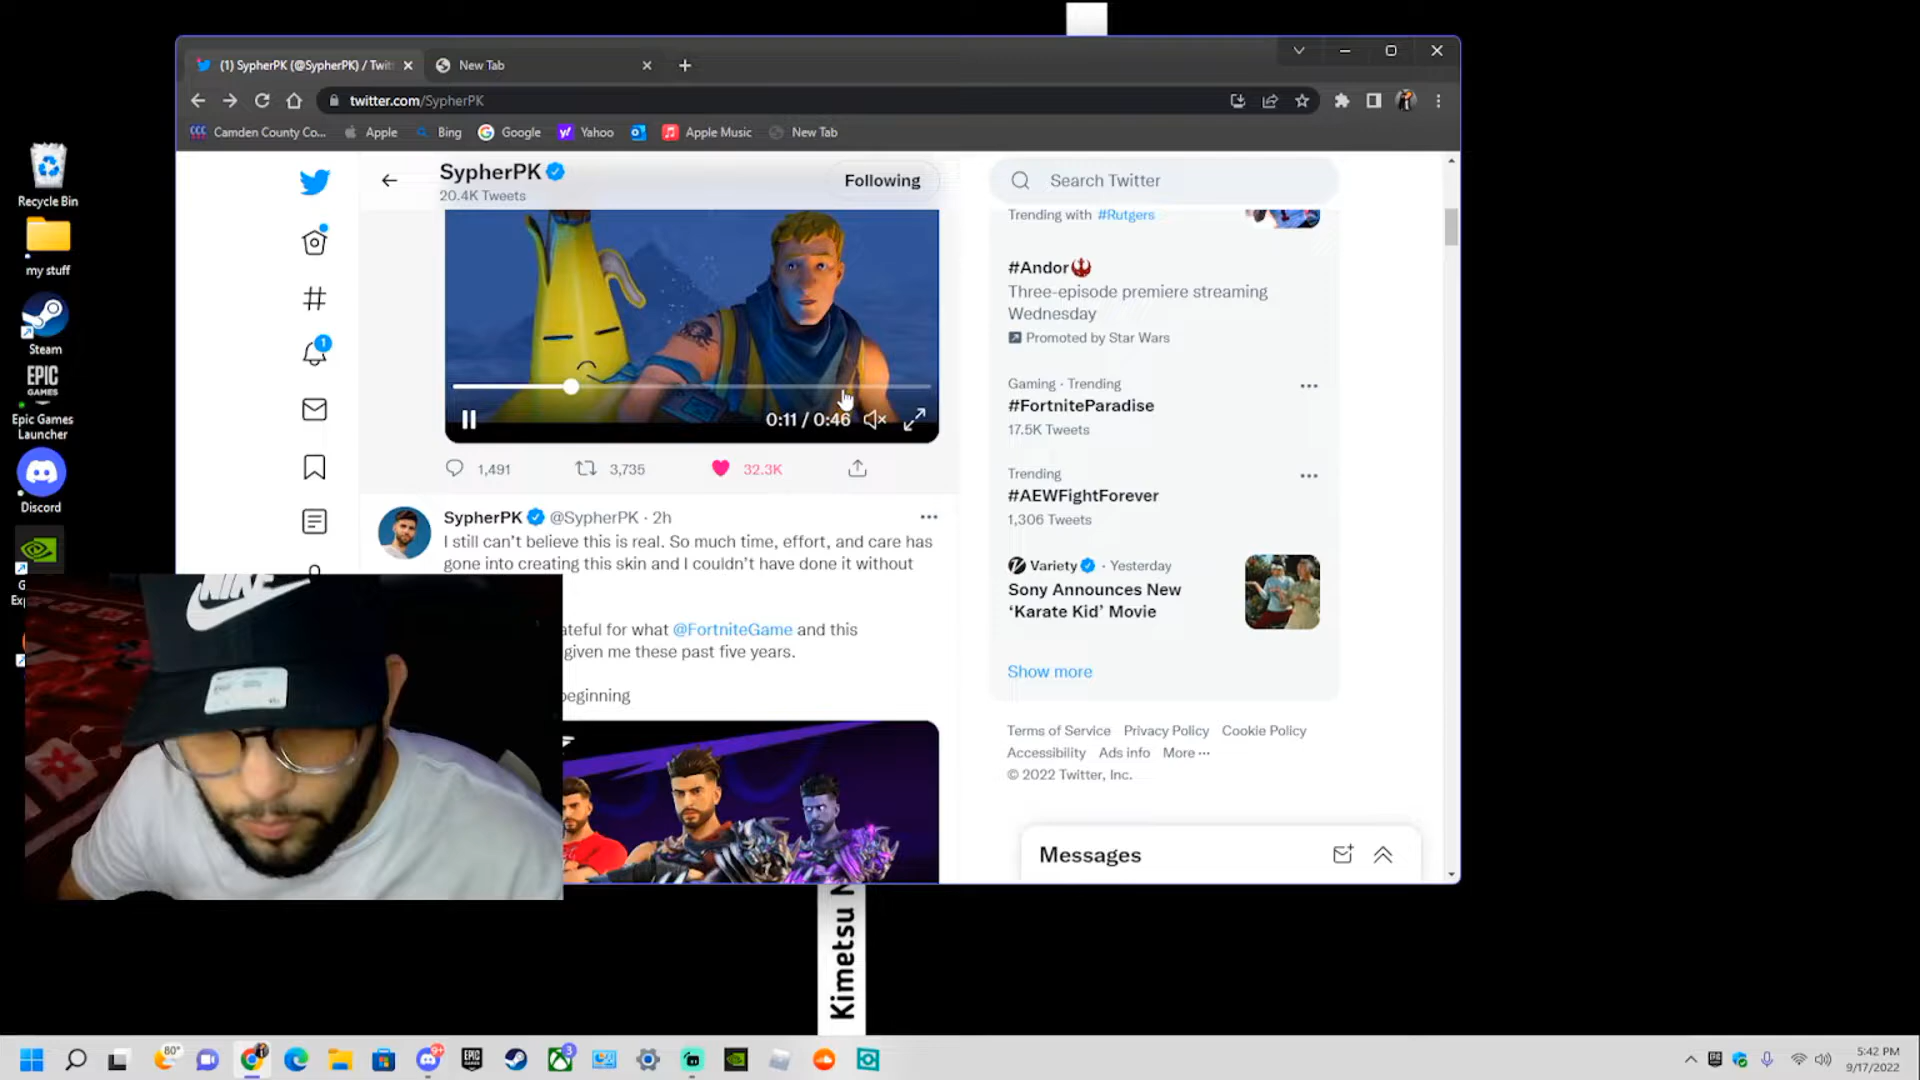 (1) SypherPK (@SypherPK) / Twit
New Tab
twitter.com/SypherPK
Camden County Co...
Apple
Bing
Google
Yahoo
Apple Music
New Tab
SypherPK
20.4K Tweets
Following
Search Twitter
Trending with #Rutgers
#Andor
Three-episode premiere streaming
Wednesday
Promoted by Star Wars
Gaming · Trending
#FortniteParadise
17.5K Tweets
Trending
#AEWFightForever
1,306 Tweets
Variety · Yesterday
Sony Announces New
‘Karate Kid’ Movie
Show more
Terms of Service Privacy Policy Cookie Policy
Accessibility Ads info More ···
© 2022 Twitter, Inc.
Messages
0:11 / 0:46
1,491
3,735
32.3K
SypherPK @SypherPK · 2h
I still can’t believe this is real. So much time, effort, and care has
gone into creating this skin and I couldn’t have done it without
ateful for what @FortniteGame and this
given me these past five years.
beginning
Recycle Bin
my stuff
Steam
EPIC
GAMES
Epic Games
Launcher
Discord
NIKE
Kimetsu
80°
EPIC
5:42 PM
9/17/2022